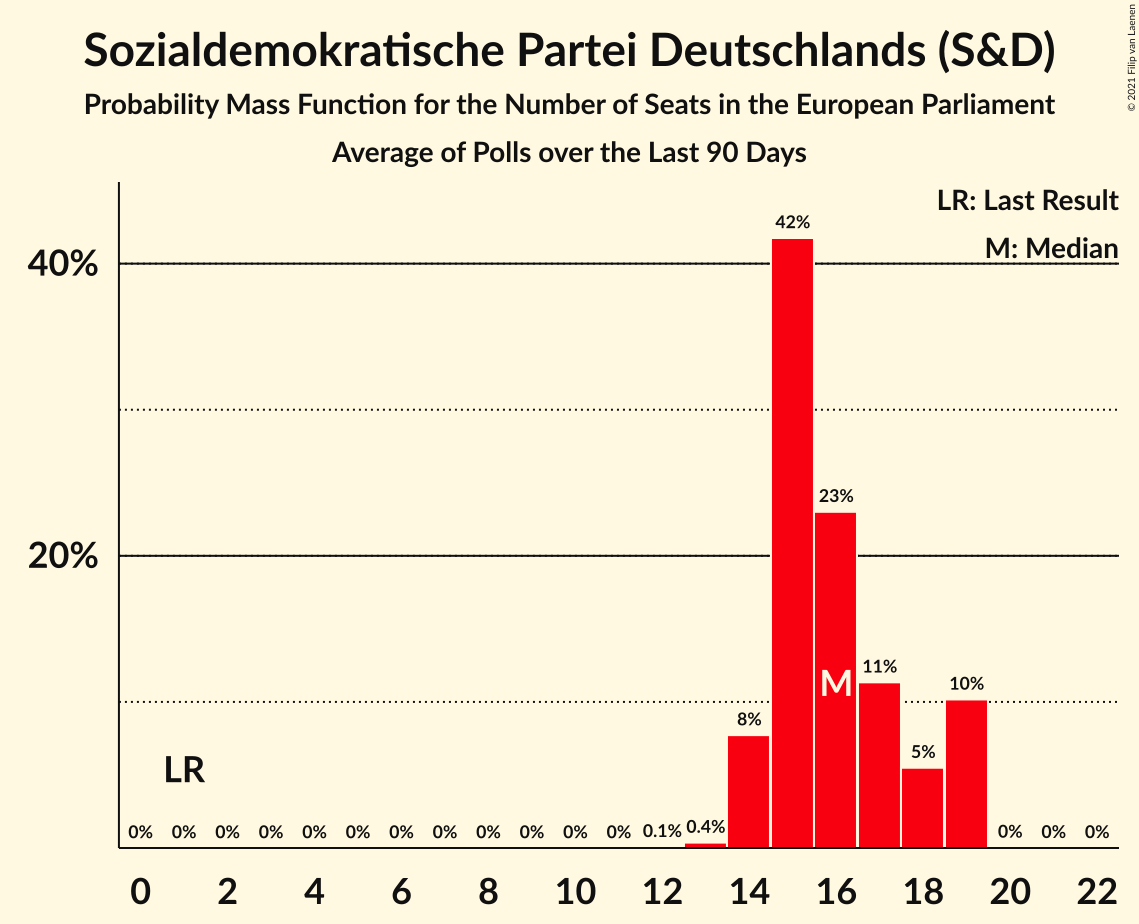 Sozialdemokratische Partei Deutschlands (S&D)
Probability Mass Function for the Number of Seats in the European Parliament
Average of Polls over the Last 90 Days
© 2021 Filip van Laenen
LR: Last Result
M: Median
40%
20%
42%
23%
11%
10%
8%
5%
M
LR
0% 0% 0% 0% 0% 0% 0% 0% 0% 0% 0% 0% 0.1% 0.4% 0% 0% 0%
0 2 4 6 8 10 12 14 16 18 20 22